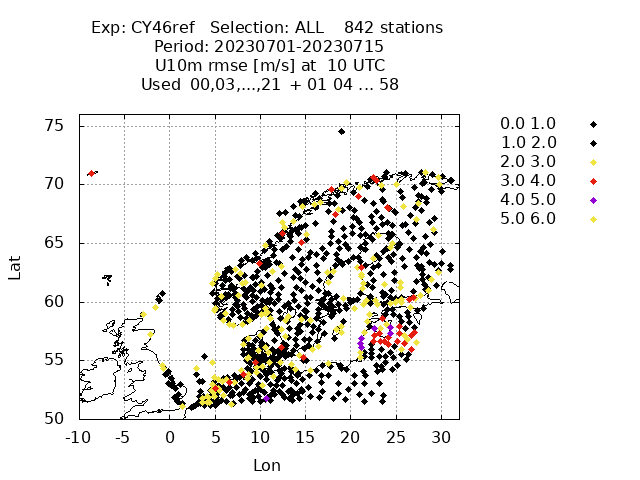 Exp: CY46ref   Selection: ALL    842 stations
Period: 20230701-20230715
U10m rmse [m/s] at  10 UTC
Used  00,03,...,21  + 01 04 ... 58
0.0 1.0
1.0 2.0
2.0 3.0
3.0 4.0
4.0 5.0
5.0 6.0
75
70
65
60
55
50
Lat
-10 -5 0 5 10 15 20 25 30
Lon